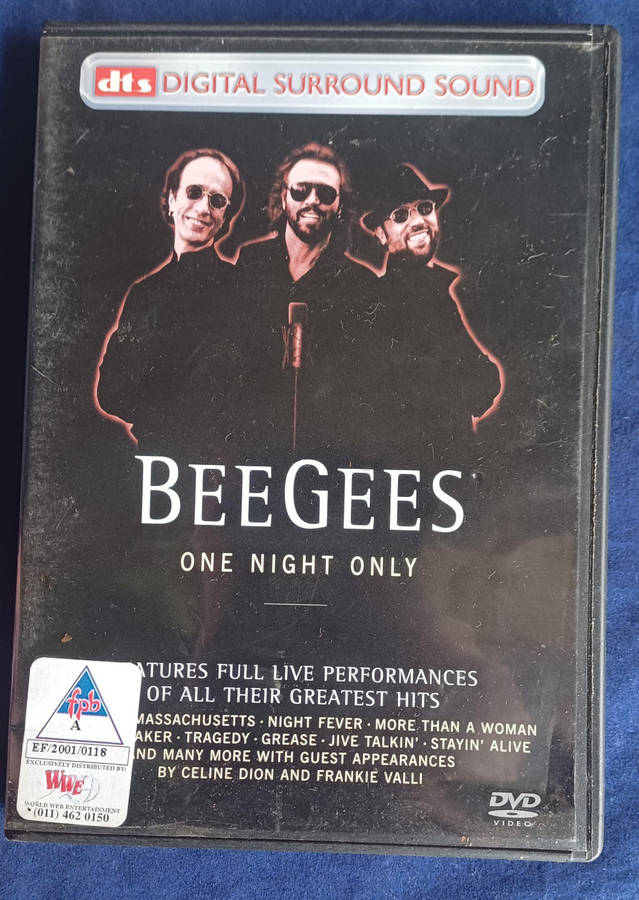 dts DIGITAL SURROUND SOUND
BEEGEES
ONE NIGHT ONLY
ATURES FULL LIVE PERFORMANCES
OF ALL THEIR GREATEST HITS
MASSACHUSETTS · NIGHT FEVER · MORE THAN A WOMAN
AKER · TRAGEDY · GREASE · JIVE TALKIN' · STAYIN' ALIVE
ND MANY MORE WITH GUEST APPEARANCES
BY CELINE DION AND FRANKIE VALLI
fpb
A
EF/2001/0118
EXCLUSIVELY DISTRIBUTED BY:
WWE
WORLD WEB ENTERTAINMENT
(011) 462 0150
DVD
VIDEO